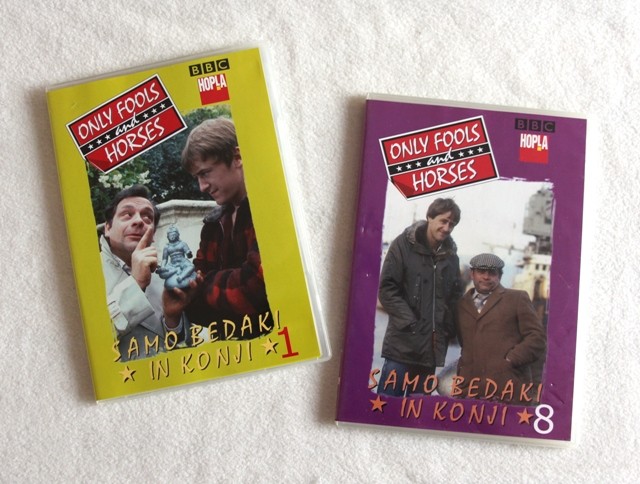 BBC
HOPLA
ONLY FOOLS
and
HORSES
SAMO BEDAKI
IN KONJI 1
BBC
HOPLA
ONLY FOOLS
and
HORSES
SAMO BEDAKI
IN KONJI 8